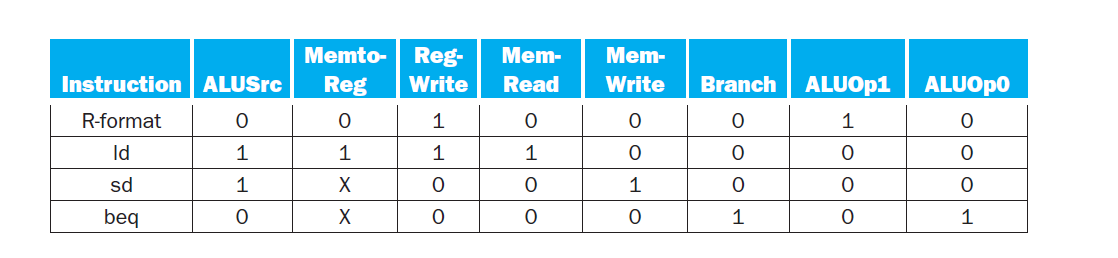 Memto- Reg- Mem- Mem-
Instruction ALUSrc Reg Write Read Write Branch ALUOp1 ALUOp0
R-format 0 0 1 0 0 0 1 0
ld 1 1 1 1 0 0 0 0
sd 1 X 0 0 1 0 0 0
beq 0 X 0 0 0 1 0 1